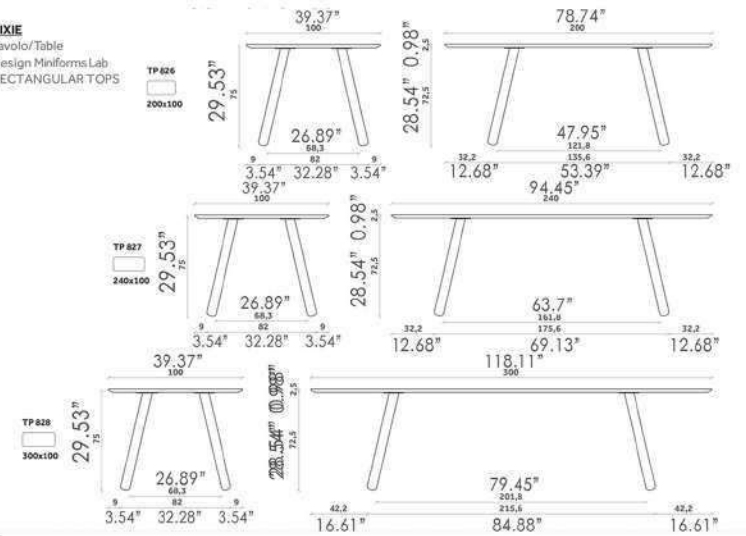 IXIE
avolo/Table
esign Miniforms Lab
ECTANGULAR TOPS
TP 826
200x100
39.37"
100
29.53"
75
26.89"
68,3
9 82 9
3.54" 32.28" 3.54"
78.74"
200
28.54" 0.98"
72,5 2,5
47.95"
121,8
32,2 135,6 32,2
12.68" 53.39" 12.68"
TP 827
240x100
39.37"
100
29.53"
75
26.89"
68,3
9 82 9
3.54" 32.28" 3.54"
94.45"
240
28.54" 0.98"
72,5 2,5
63.7"
161,8
32,2 175,6 32,2
12.68" 69.13" 12.68"
TP 828
300x100
39.37"
100
29.53"
75
26.89"
68,3
9 82 9
3.54" 32.28" 3.54"
118.11"
300
28.54" 0.98"
72,5 2,5
79.45"
201,8
42,2 215,6 42,2
16.61" 84.88" 16.61"